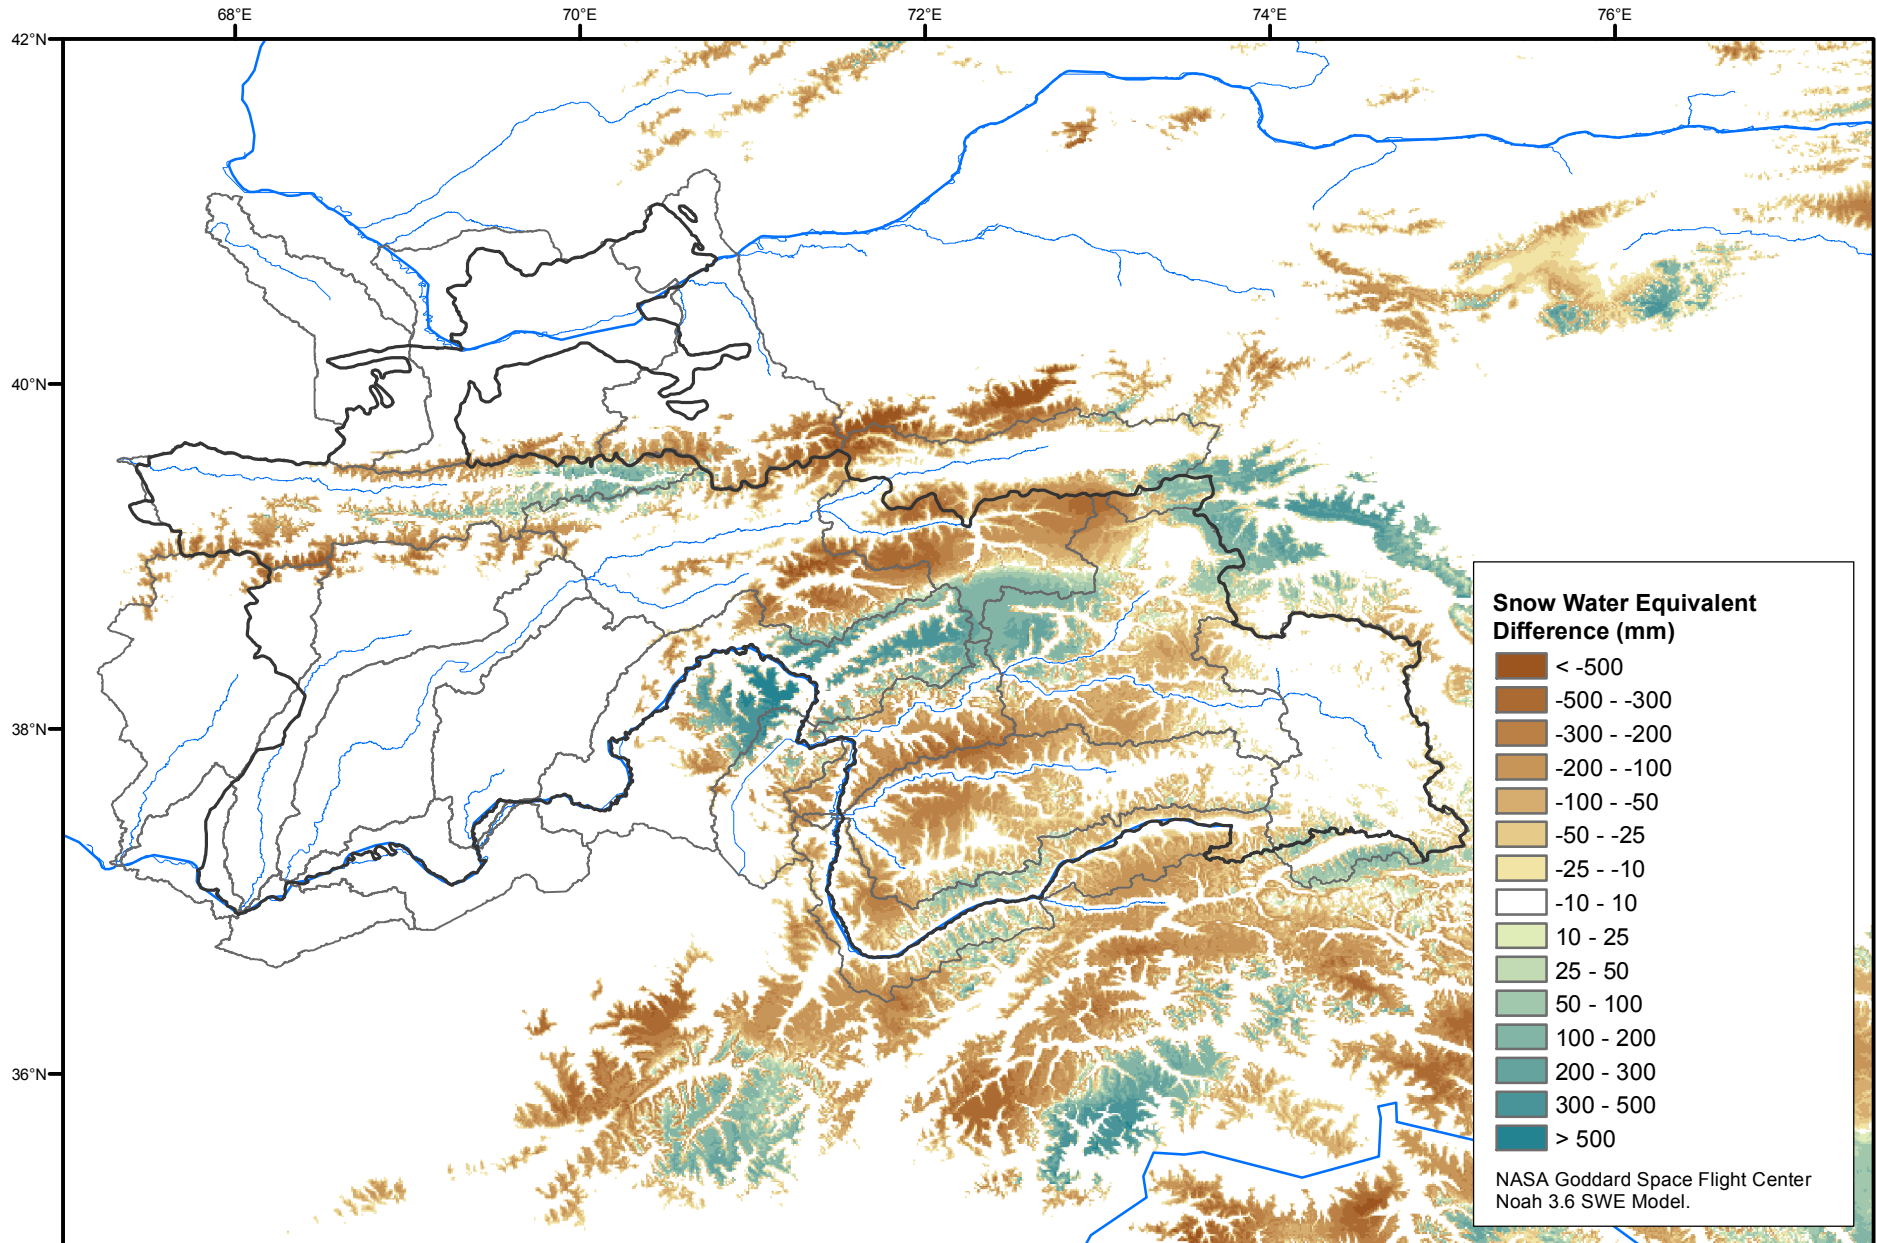 68°E
70°E
72°E
74°E
76°E
42°N
40°N
38°N
36°N
Snow Water Equivalent
Difference (mm)
< -500
-500 - -300
-300 - -200
-200 - -100
-100 - -50
-50 - -25
-25 - -10
-10 - 10
10 - 25
25 - 50
50 - 100
100 - 200
200 - 300
300 - 500
> 500
NASA Goddard Space Flight Center
Noah 3.6 SWE Model.